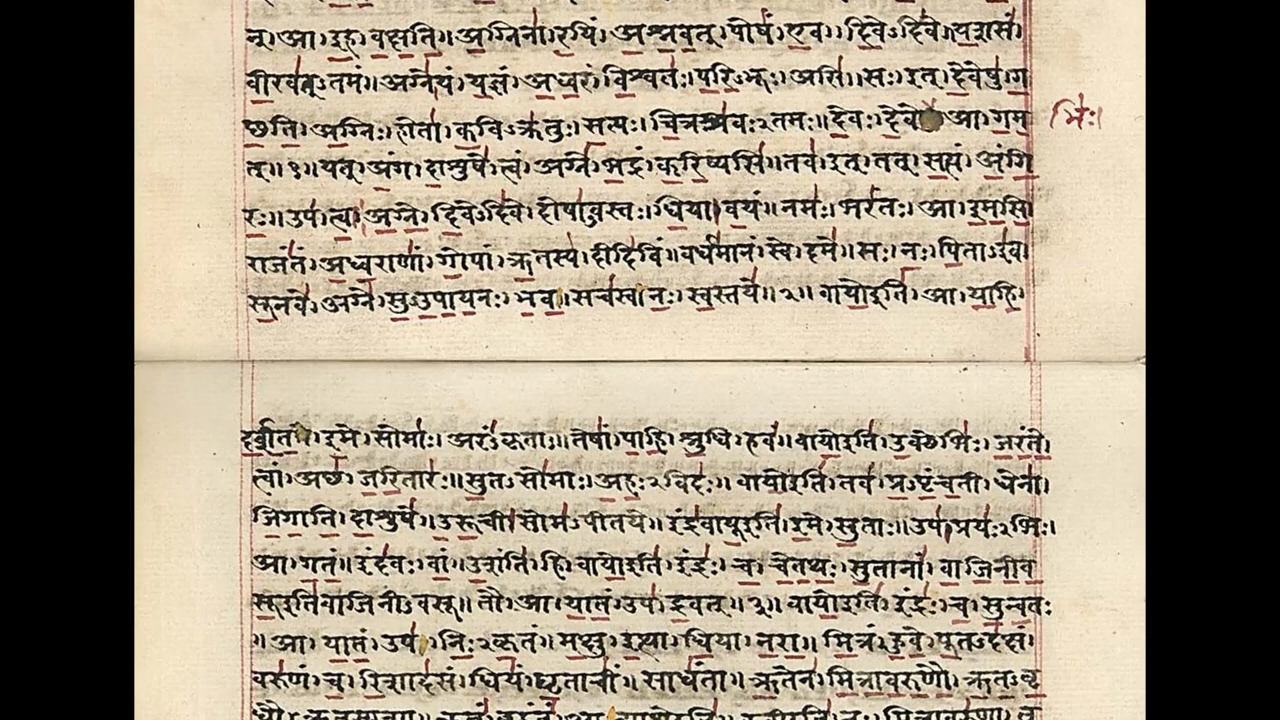 न्। आ। इह। वक्षति॥ अग्निना। रयिं। अश्नवत्। पोषं। एव। दिवेऽदिवे॥ यशसं
वीरवत्ऽतमं॥ अग्ने। यं। यज्ञं। अध्वरं। विश्वतः। परिऽभूः। असि॥ सः। इत्। देवेषु। ग
च्छति। अग्निः। होता। कविऽक्रतुः। सत्यः। चित्रश्रवःऽतमः॥ देवः। देवे आ। गम
भिः।
त्॥१॥ यत्। अंग। दाशुषे। त्वं। अग्ने। भद्रं। करिष्यसि॥ तव। इत्। तत्। सत्यं। अंगि
रः॥ उप। त्वा। अग्ने। दिवेऽदिवे। दोषाऽवस्तः। धिया। वयं॥ नमः। भरंतः। आ। इमसि
राजंतं। अध्वराणां। गोपां। ऋतस्य। दीदिविं॥ वर्धमानं। स्वे। दमे॥ सः। नः। पिताऽइव।
सूनवे। अग्ने। सुऽउपायनः। भव॥ सचस्व। नः। स्वस्तये॥२॥ वायो इति। आ। याहि।
दर्शत। इमे। सोमाः। अरंऽकृताः॥ तेषां। पाहि। श्रुधि। हवं॥ वायो इति। उक्थेभिः। जरंते।
त्वां। अच्छ। जरितारः॥ सुतऽसोमाः। अहःऽविदः॥ वायो इति। तव। प्रऽपृंचती। धेना।
जिगाति। दाशुषे॥ उरूची। सोमऽपीतये॥ इंद्रवायू इति। इमे। सुताः॥ उप। प्रयःऽभिः।
आ। गतं॥ इंदवः। वां। उशंति। हि। वायो इति। इंद्रः। च। चेतथः। सुतानां। वाजिनीव
सू इति वाजिनीऽवसू॥ तौ। आ। यातं। उप। द्रवत्॥३॥ वायो इति। इंद्रः। च। सुन्वतः
॥ आ। यातं। उप। निःऽकृतं॥ मक्षु। इत्था। धिया। नरा॥ मित्रं। हुवे। पूतऽदक्षं।
वरुणं। च। रिशादसं। धियं। घृताचीं। साधंता॥ ऋतेन। मित्रावरुणौ। ऋतऽवृ